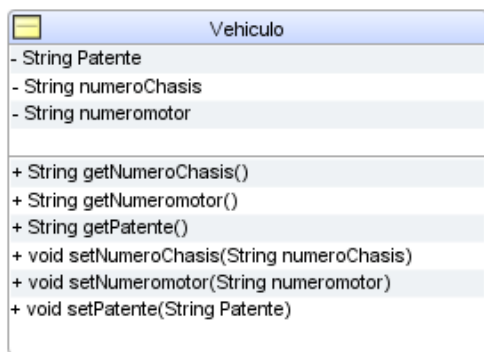 Vehiculo
- String Patente
- String numeroChasis
- String numeromotor
+ String getNumeroChasis()
+ String getNumeromotor()
+ String getPatente()
+ void setNumeroChasis(String numeroChasis)
+ void setNumeromotor(String numeromotor)
+ void setPatente(String Patente)